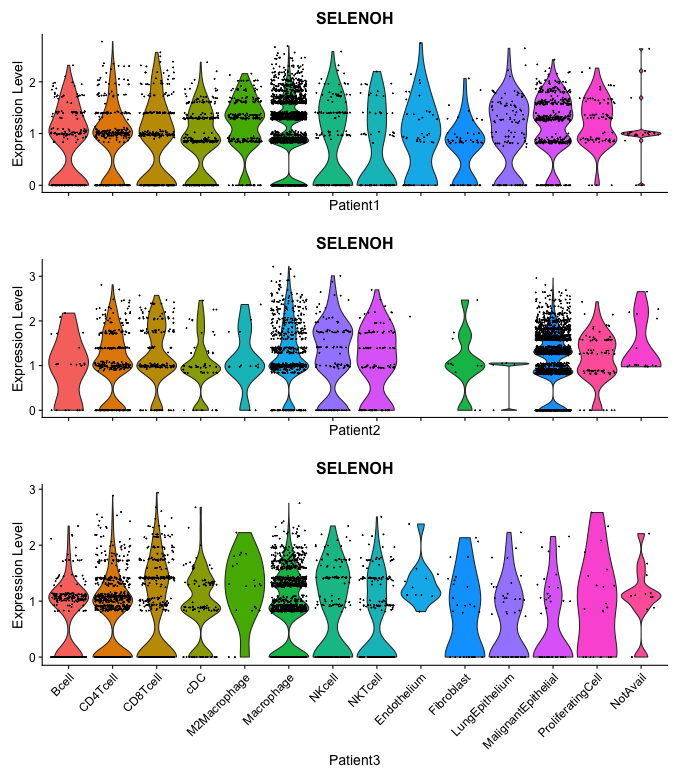 SELENOH
Expression Level
2
1
0
Patient1
SELENOH
Expression Level
3
2
1
0
Patient2
SELENOH
Expression Level
3
2
1
0
Bcell
CD4Tcell
CD8Tcell
cDC
M2Macrophage
Macrophage
NKcell
NKTcell
Endothelium
Fibroblast
LungEpithelium
MalignantEpithelial
ProliferatingCell
NotAvail
Patient3